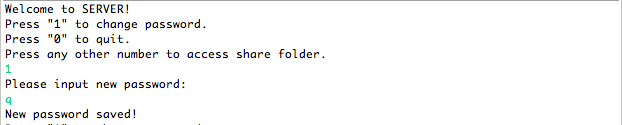 Welcome to SERVER!
Press "1" to change password.
Press "0" to quit.
Press any other number to access share folder.
1
Please input new password:
q
New password saved!